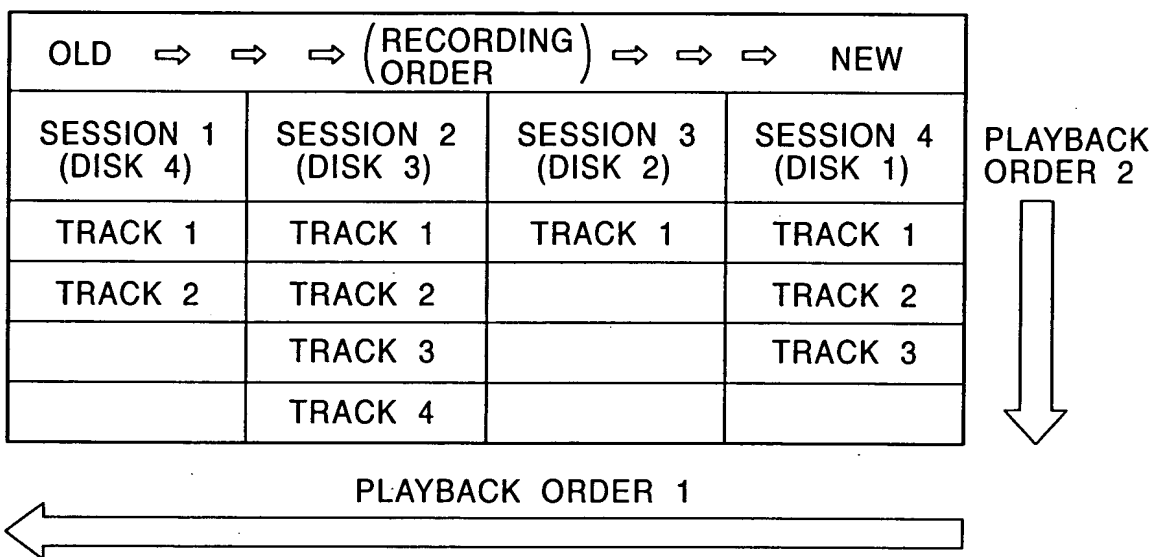 OLD ⇨ ⇨ ⇨ (RECORDING ORDER) ⇨ ⇨ ⇨ NEW
SESSION 1 SESSION 2 SESSION 3 SESSION 4
(DISK 4) (DISK 3) (DISK 2) (DISK 1)
PLAYBACK
ORDER 2
TRACK 1 TRACK 1 TRACK 1 TRACK 1
TRACK 2 TRACK 2 TRACK 2
TRACK 3 TRACK 3
TRACK 4
PLAYBACK ORDER 1